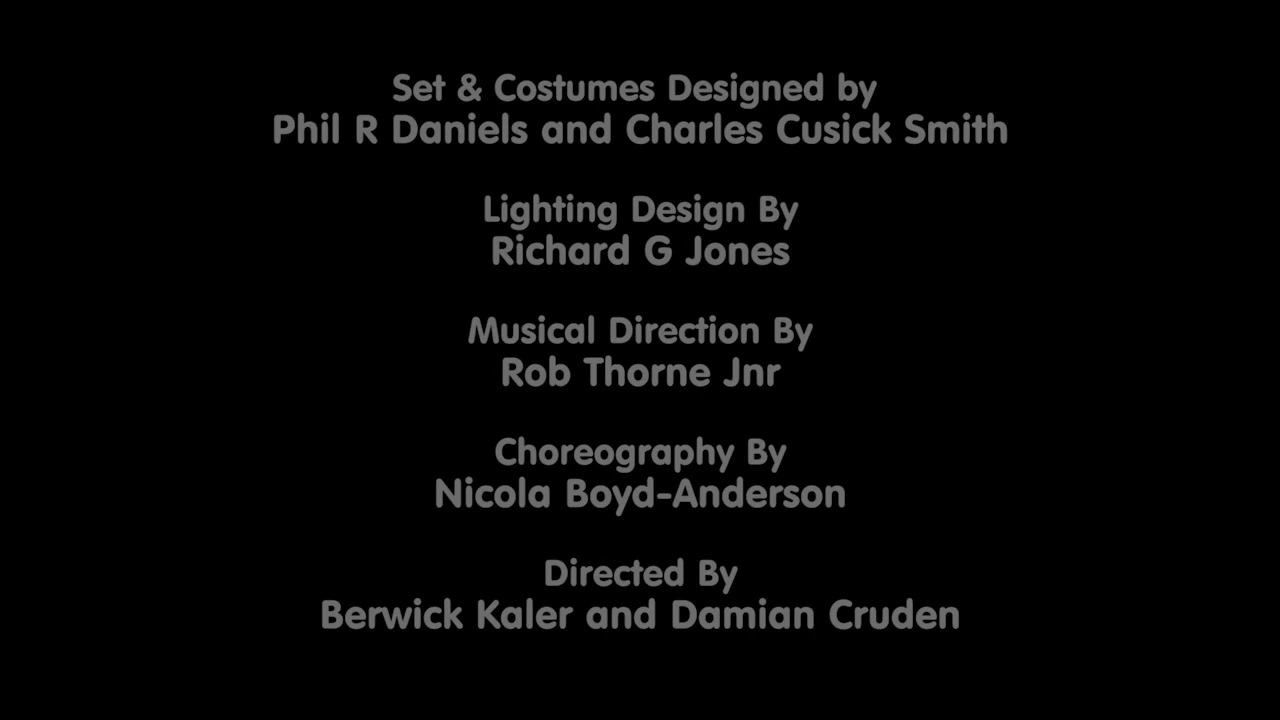 Set & Costumes Designed by
Phil R Daniels and Charles Cusick Smith
Lighting Design By
Richard G Jones
Musical Direction By
Rob Thorne Jnr
Choreography By
Nicola Boyd-Anderson
Directed By
Berwick Kaler and Damian Cruden